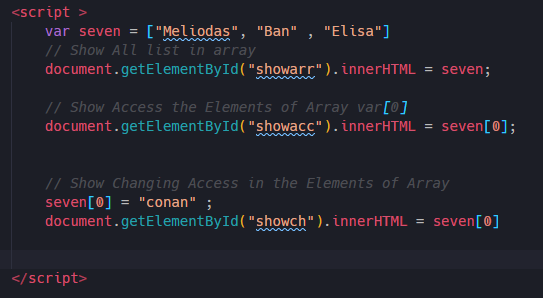 <script >
var seven = ["Meliodas", "Ban" , "Elisa"]
// Show All list in array
document.getElementById("showarr").innerHTML = seven;
// Show Access the Elements of Array var[0]
document.getElementById("showacc").innerHTML = seven[0];
// Show Changing Access in the Elements of Array
seven[0] = "conan" ;
document.getElementById("showch").innerHTML = seven[0]
</script>